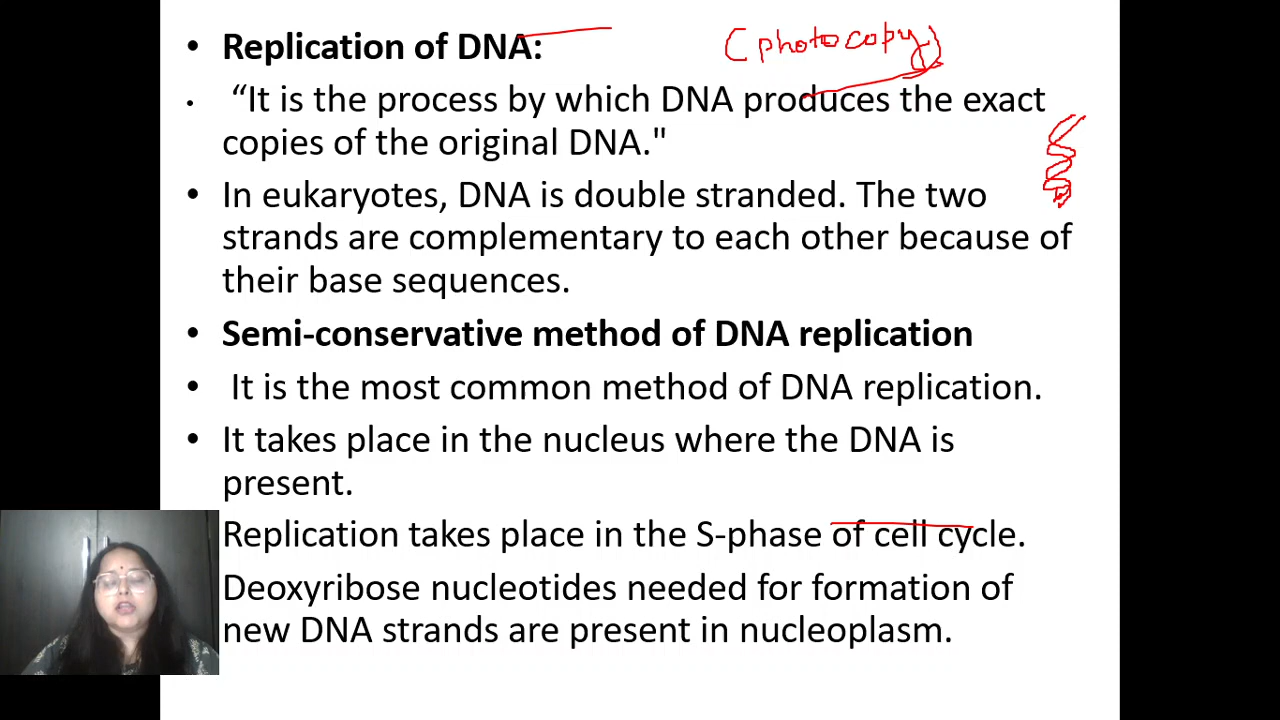 • Replication of DNA: (photocopy)
• “It is the process by which DNA produces the exact
copies of the original DNA."
• In eukaryotes, DNA is double stranded. The two
strands are complementary to each other because of
their base sequences.
• Semi-conservative method of DNA replication
• It is the most common method of DNA replication.
• It takes place in the nucleus where the DNA is
present.
Replication takes place in the S-phase of cell cycle.
Deoxyribose nucleotides needed for formation of
new DNA strands are present in nucleoplasm.